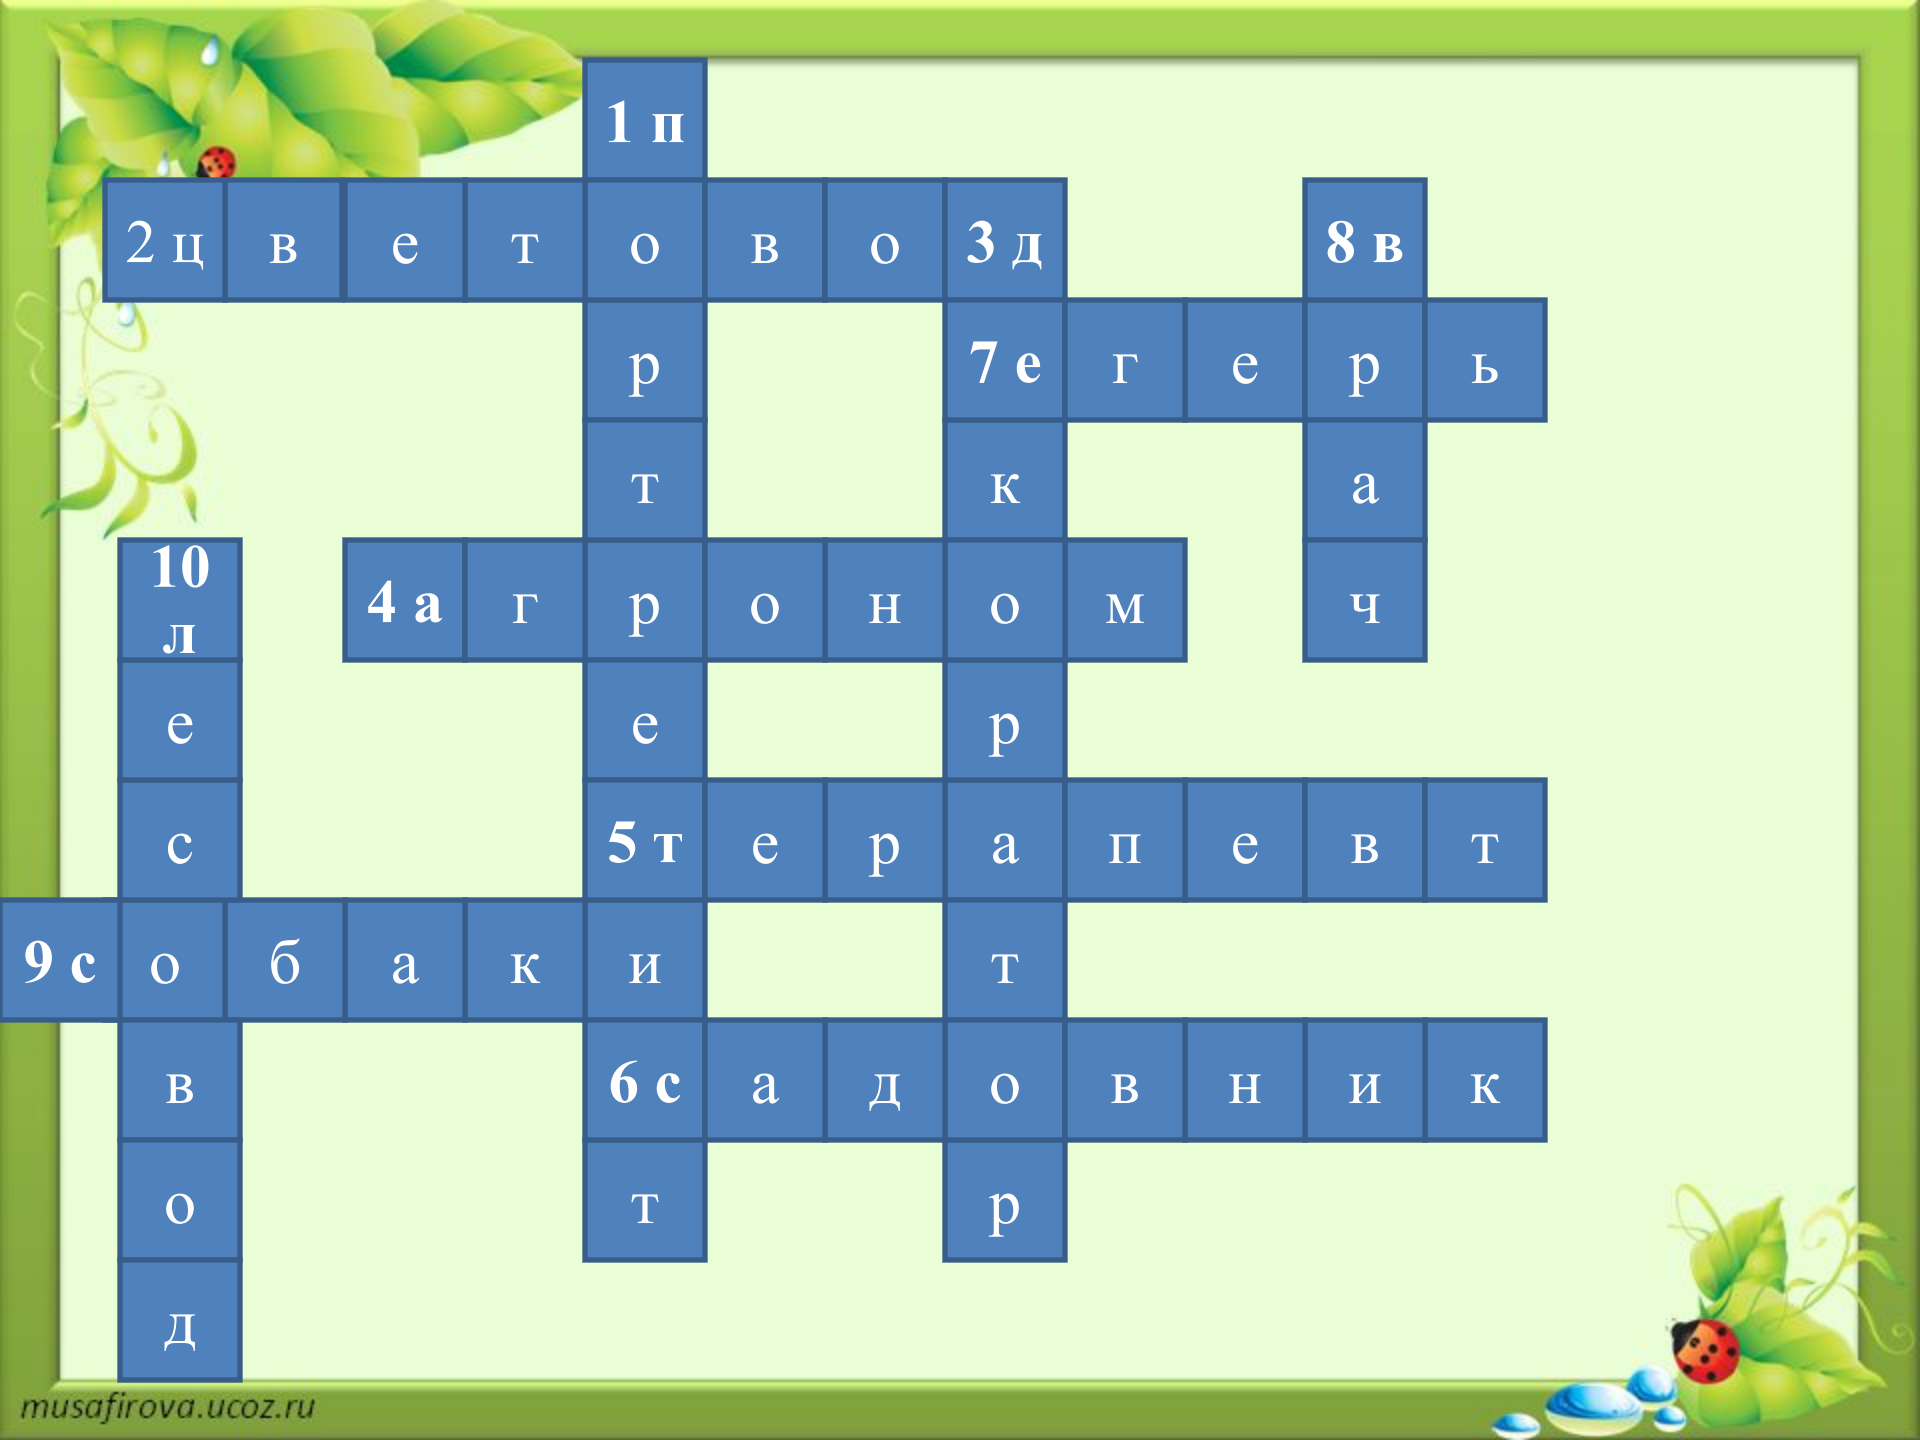 1 п
2 ц в е т о в о 3 д 8 в
р 7 е г е р ь
т к а
10 л 4 а г р о н о м ч
е е р
с 5 т е р а п е в т
9 с о б а к и т
в 6 с а д о в н и к
о т р
д
musafirova.ucoz.ru